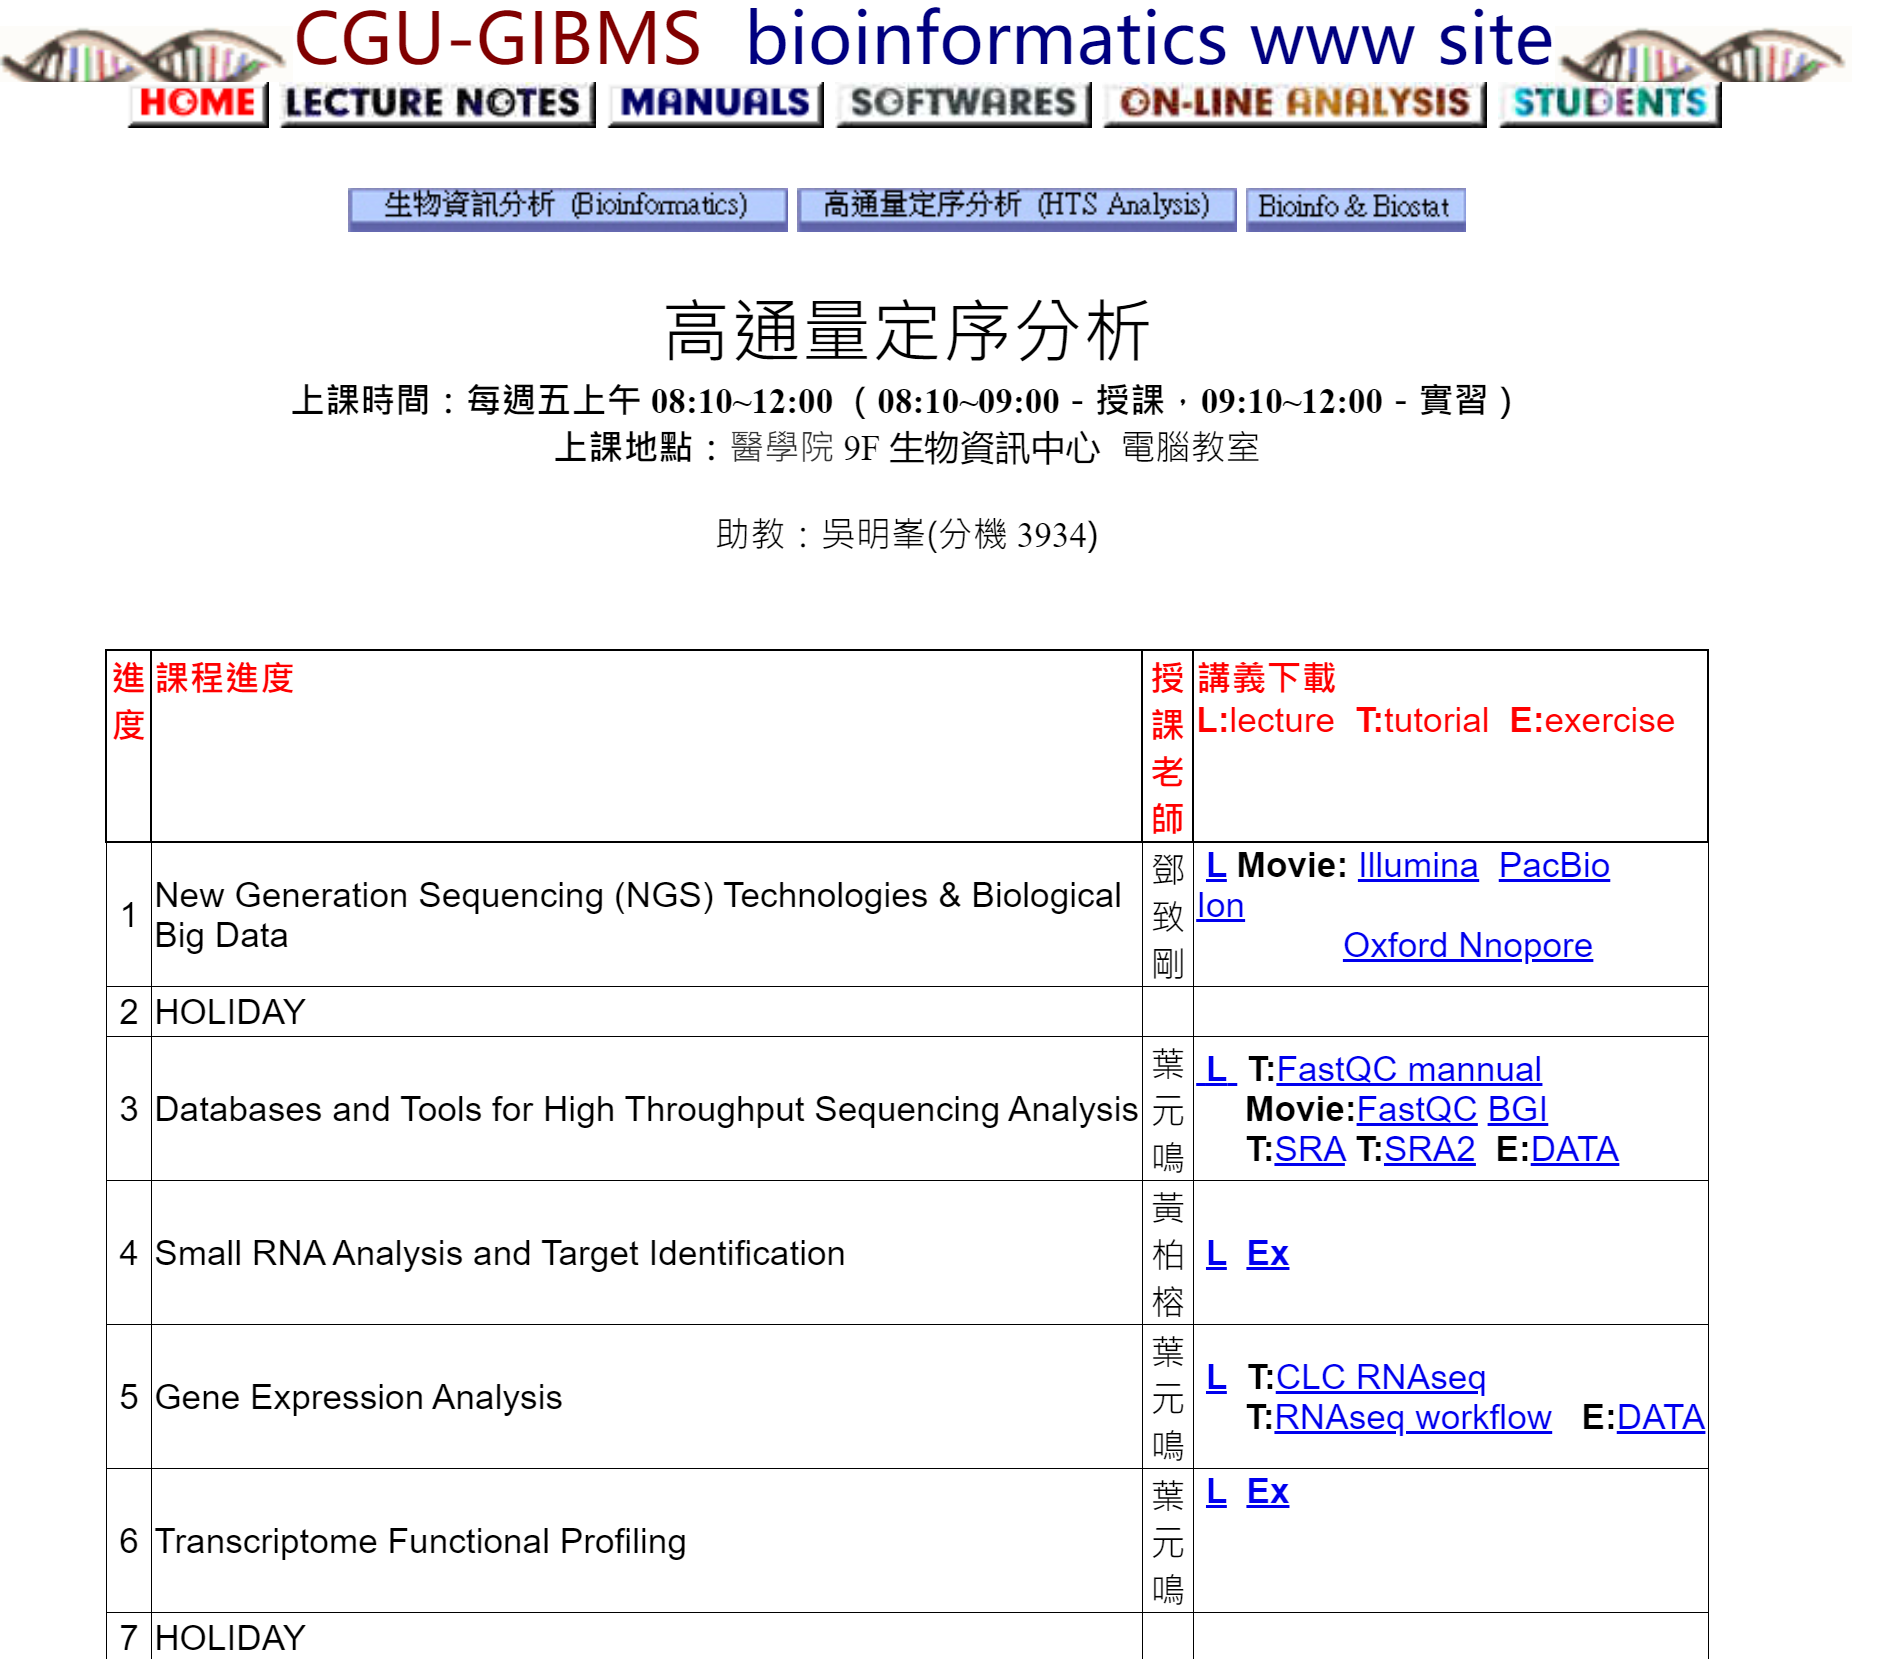 CGU-GIBMS bioinformatics www site
HOME LECTURE NOTES MANUALS SOFTWARES ON-LINE ANALYSIS STUDENTS
生物資訊分析 (Bioinformatics) 高通量定序分析 (HTS Analysis) Bioinfo & Biostat
高通量定序分析
上課時間：每週五上午 08:10~12:00 （08:10~09:00－授課，09:10~12:00－實習）
上課地點：醫學院 9F 生物資訊中心 電腦教室
助教：吳明峯(分機 3934)
進度 課程進度 授課老師 講義下載
L:lecture T:tutorial E:exercise
1 New Generation Sequencing (NGS) Technologies & Biological
Big Data 鄧致剛 L Movie: Illumina PacBio
Ion
Oxford Nnopore
2 HOLIDAY
3 Databases and Tools for High Throughput Sequencing Analysis 葉元鳴 L T:FastQC mannual
Movie:FastQC BGI
T:SRA T:SRA2 E:DATA
4 Small RNA Analysis and Target Identification 黃柏榕 L Ex
5 Gene Expression Analysis 葉元鳴 L T:CLC RNAseq
T:RNAseq workflow E:DATA
6 Transcriptome Functional Profiling 葉元鳴 L Ex
7 HOLIDAY